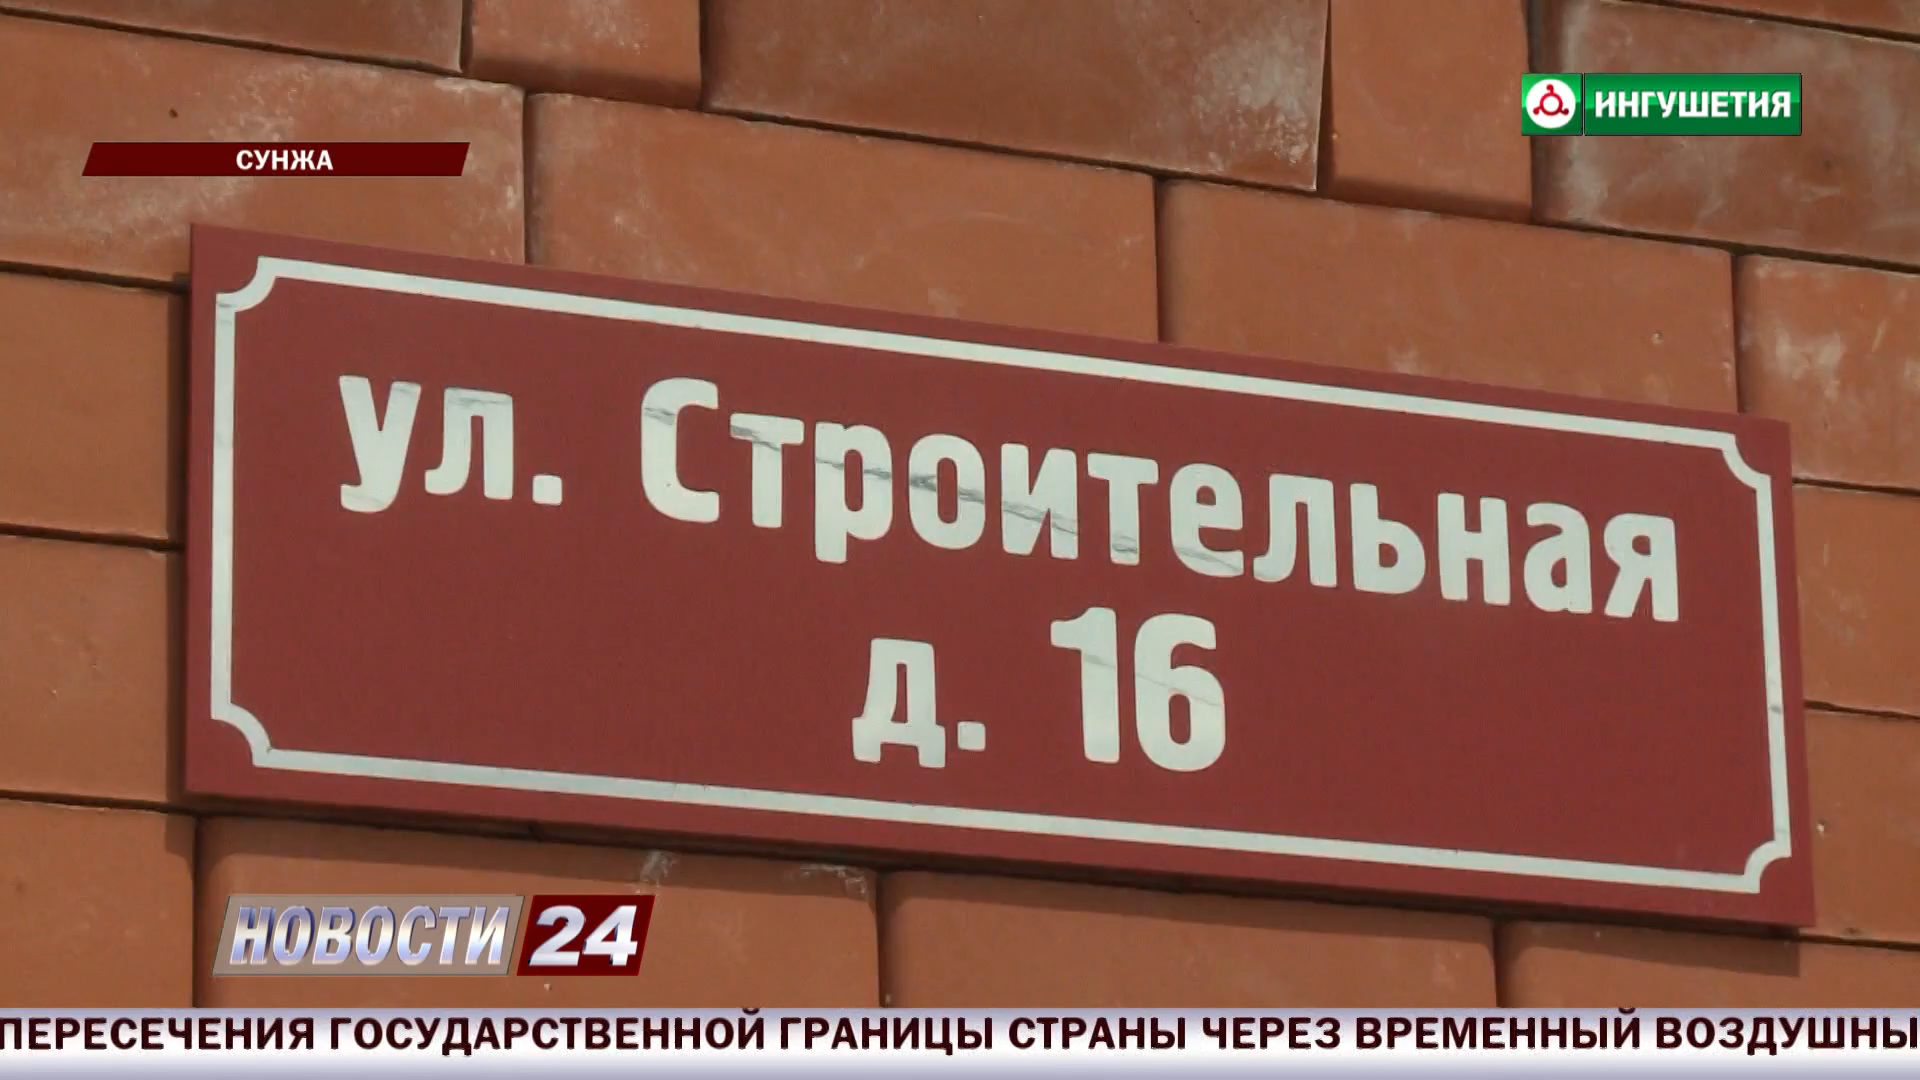 ИНГУШЕТИЯ
СУНЖА
ул. Строительная
д. 16
НОВОСТИ 24
ПЕРЕСЕЧЕНИЯ ГОСУДАРСТВЕННОЙ ГРАНИЦЫ СТРАНЫ ЧЕРЕЗ ВРЕМЕННЫЙ ВОЗДУШНЫ